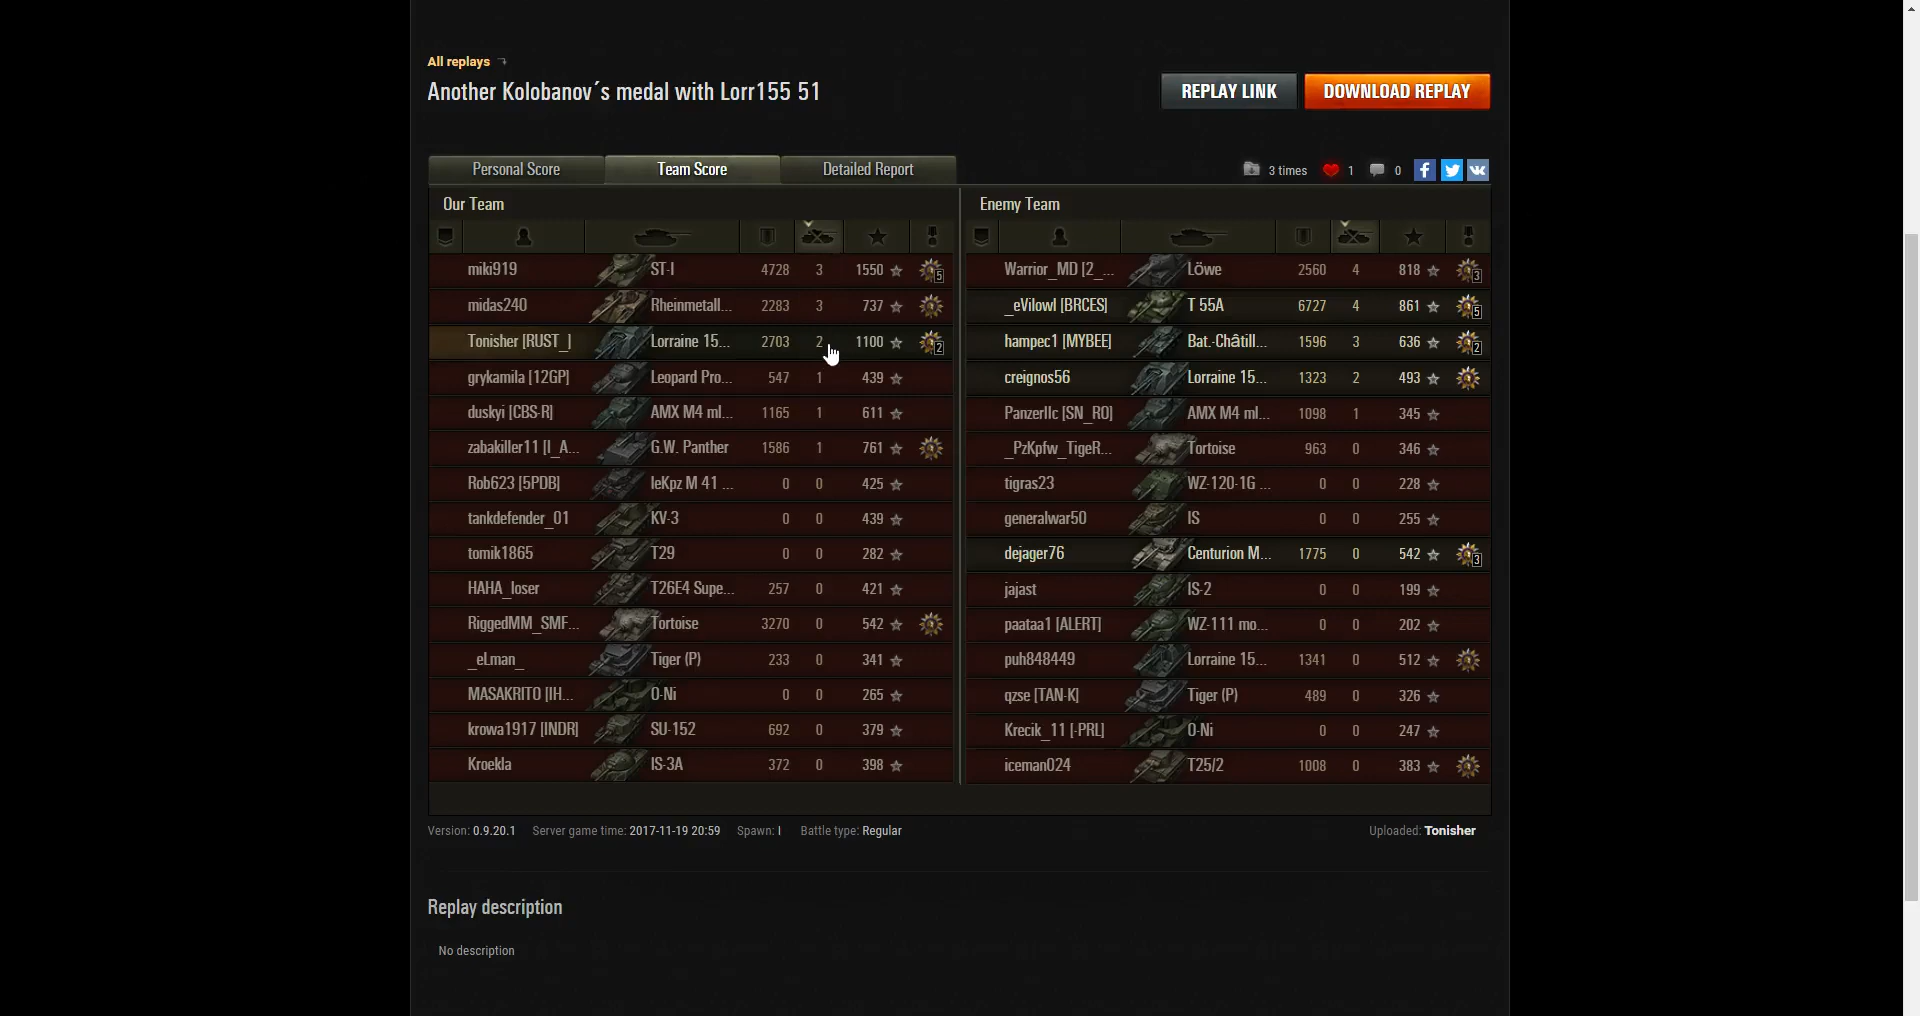 All replays
Another Kolobanov´s medal with Lorr155 51
REPLAY LINK
DOWNLOAD REPLAY
Personal Score
Team Score
Detailed Report
3 times
1
0
Our Team
miki919 ST-I 4728 3 1550 5
midas240 Rheinmetall... 2283 3 737
Tonisher [RUST_] Lorraine 15... 2703 2 1100 2
grykamila [12GP] Leopard Pro... 547 1 439
duskyi [CBS-R] AMX M4 ml... 1165 1 611
zabakiller11 [I_A... G.W. Panther 1586 1 761
Rob623 [5PDB] leKpz M 41 ... 0 0 425
tankdefender_01 KV-3 0 0 439
tomik1865 T29 0 0 282
HAHA_loser T26E4 Supe... 257 0 421
RiggedMM_SMF... Tortoise 3270 0 542
_eLman_ Tiger (P) 233 0 341
MASAKRITO [IH... O-Ni 0 0 265
krowa1917 [INDR] SU-152 692 0 379
Kroekla IS-3A 372 0 398
Enemy Team
Warrior_MD [2_... Löwe 2560 4 818 3
_eVilowl [BRCES] T 55A 6727 4 861 5
hampec1 [MYBEE] Bat.-Châtill... 1596 3 636 2
creignos56 Lorraine 15... 1323 2 493
PanzerIIc [SN_RO] AMX M4 ml... 1098 1 345
_PzKpfw_TigeR... Tortoise 963 0 346
tigras23 WZ-120-1G ... 0 0 228
generalwar50 IS 0 0 255
dejager76 Centurion M... 1775 0 542 3
jajast IS-2 0 0 199
paataa1 [ALERT] WZ-111 mo... 0 0 202
puh848449 Lorraine 15... 1341 0 512
qzse [TAN-K] Tiger (P) 489 0 326
Krecik_11 [-PRL] O-Ni 0 0 247
iceman024 T25/2 1008 0 383
Version: 0.9.20.1 Server game time: 2017-11-19 20:59 Spawn: I Battle type: Regular
Uploaded: Tonisher
Replay description
No description